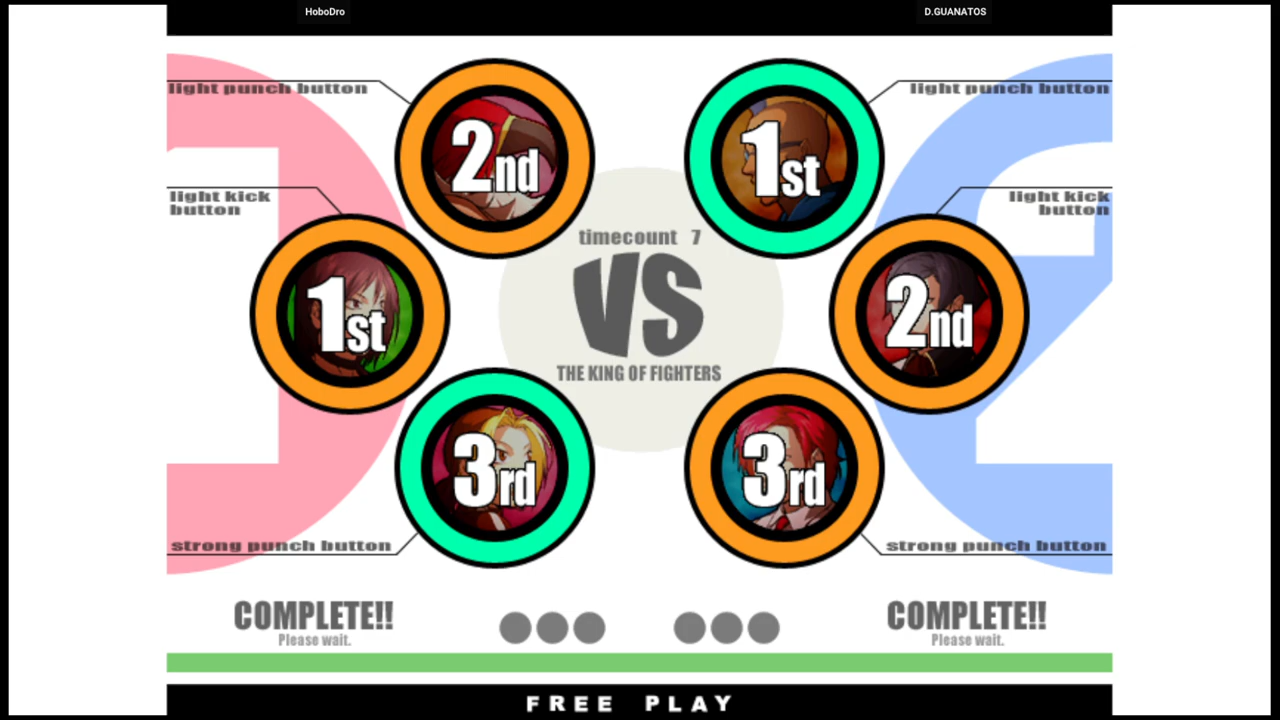 HoboDro
D.GUANATOS
light punch button
2nd
1st
light punch button
light kick
button
light kick
button
timecount 7
VS
THE KING OF FIGHTERS
1st
2nd
3rd
3rd
strong punch button
strong punch button
COMPLETE!!
Please wait.
COMPLETE!!
Please wait.
FREE PLAY